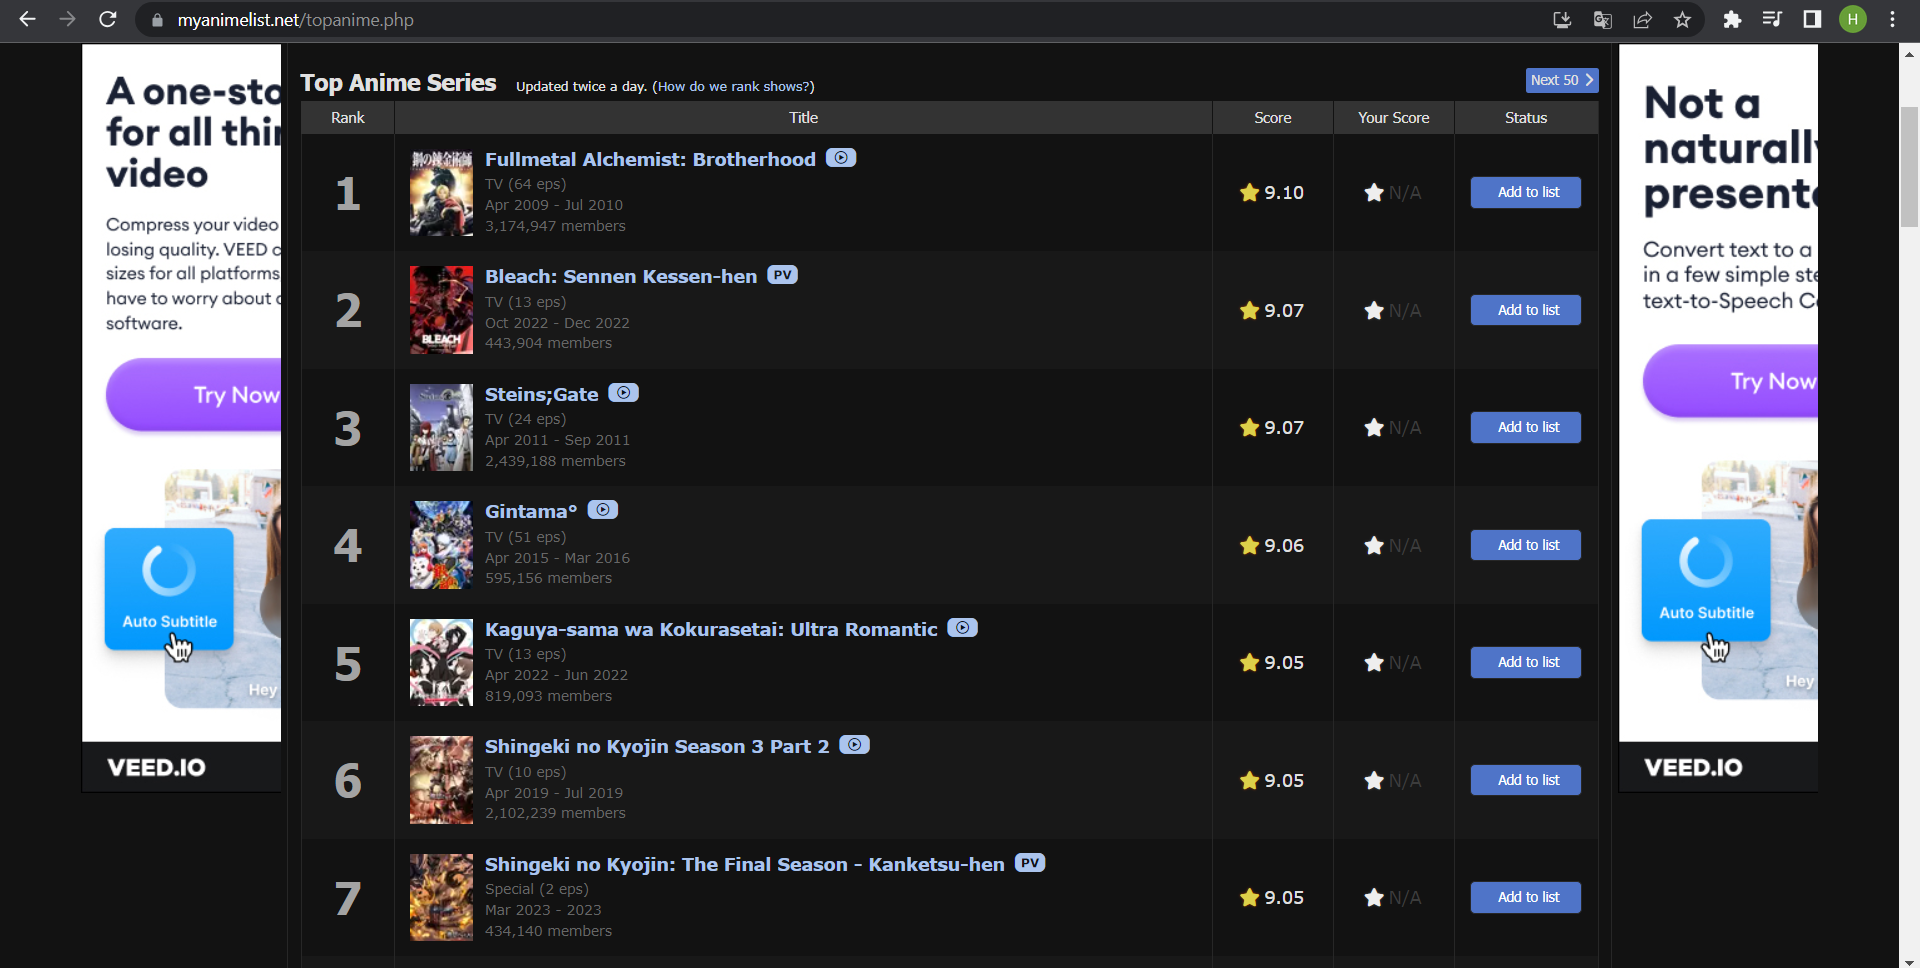 myanimelist.net/topanime.php
H
A one-sto
for all thin
video
Compress your video
losing quality. VEED c
sizes for all platforms
have to worry about
software.
Try Now
Auto Subtitle
Hey
VEED.IO
Top Anime Series
Updated twice a day. (How do we rank shows?)
Next 50
Rank Title Score Your Score Status
1
鋼の錬金術師
Fullmetal Alchemist: Brotherhood
TV (64 eps)
Apr 2009 - Jul 2010
3,174,947 members
9.10 N/A Add to list
2
BLEACH
Bleach: Sennen Kessen-hen PV
TV (13 eps)
Oct 2022 - Dec 2022
443,904 members
9.07 N/A Add to list
3
Steins;Gate
TV (24 eps)
Apr 2011 - Sep 2011
2,439,188 members
9.07 N/A Add to list
4
Gintama°
TV (51 eps)
Apr 2015 - Mar 2016
595,156 members
9.06 N/A Add to list
5
Kaguya-sama wa Kokurasetai: Ultra Romantic
TV (13 eps)
Apr 2022 - Jun 2022
819,093 members
9.05 N/A Add to list
6
Shingeki no Kyojin Season 3 Part 2
TV (10 eps)
Apr 2019 - Jul 2019
2,102,239 members
9.05 N/A Add to list
7
Shingeki no Kyojin: The Final Season - Kanketsu-hen PV
Special (2 eps)
Mar 2023 - 2023
434,140 members
9.05 N/A Add to list
Not a
naturally
presente
Convert text to a
in a few simple ste
text-to-Speech C
Try Now
Auto Subtitle
Hey
VEED.IO